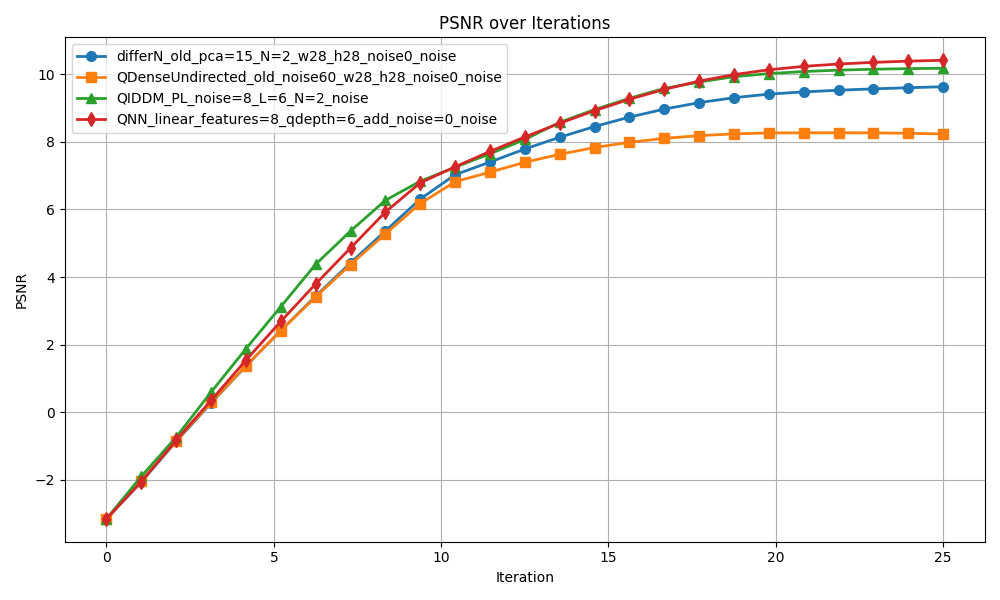 PSNR over Iterations
differN_old_pca=15_N=2_w28_h28_noise0_noise
QDenseUndirected_old_noise60_w28_h28_noise0_noise
QIDDM_PL_noise=8_L=6_N=2_noise
QNN_linear_features=8_qdepth=6_add_noise=0_noise
PSNR
10
8
6
4
2
0
−2
0 5 10 15 20 25
Iteration